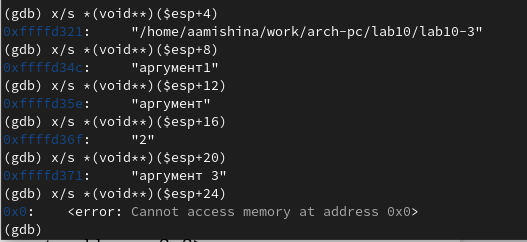 (gdb) x/s *(void**)($esp+4)
0xffffd321:     "/home/aamishina/work/arch-pc/lab10/lab10-3"
(gdb) x/s *(void**)($esp+8)
0xffffd34c:     "аргумент1"
(gdb) x/s *(void**)($esp+12)
0xffffd35e:     "аргумент"
(gdb) x/s *(void**)($esp+16)
0xffffd36f:     "2"
(gdb) x/s *(void**)($esp+20)
0xffffd371:     "аргумент 3"
(gdb) x/s *(void**)($esp+24)
0x0:    <error: Cannot access memory at address 0x0>
(gdb)